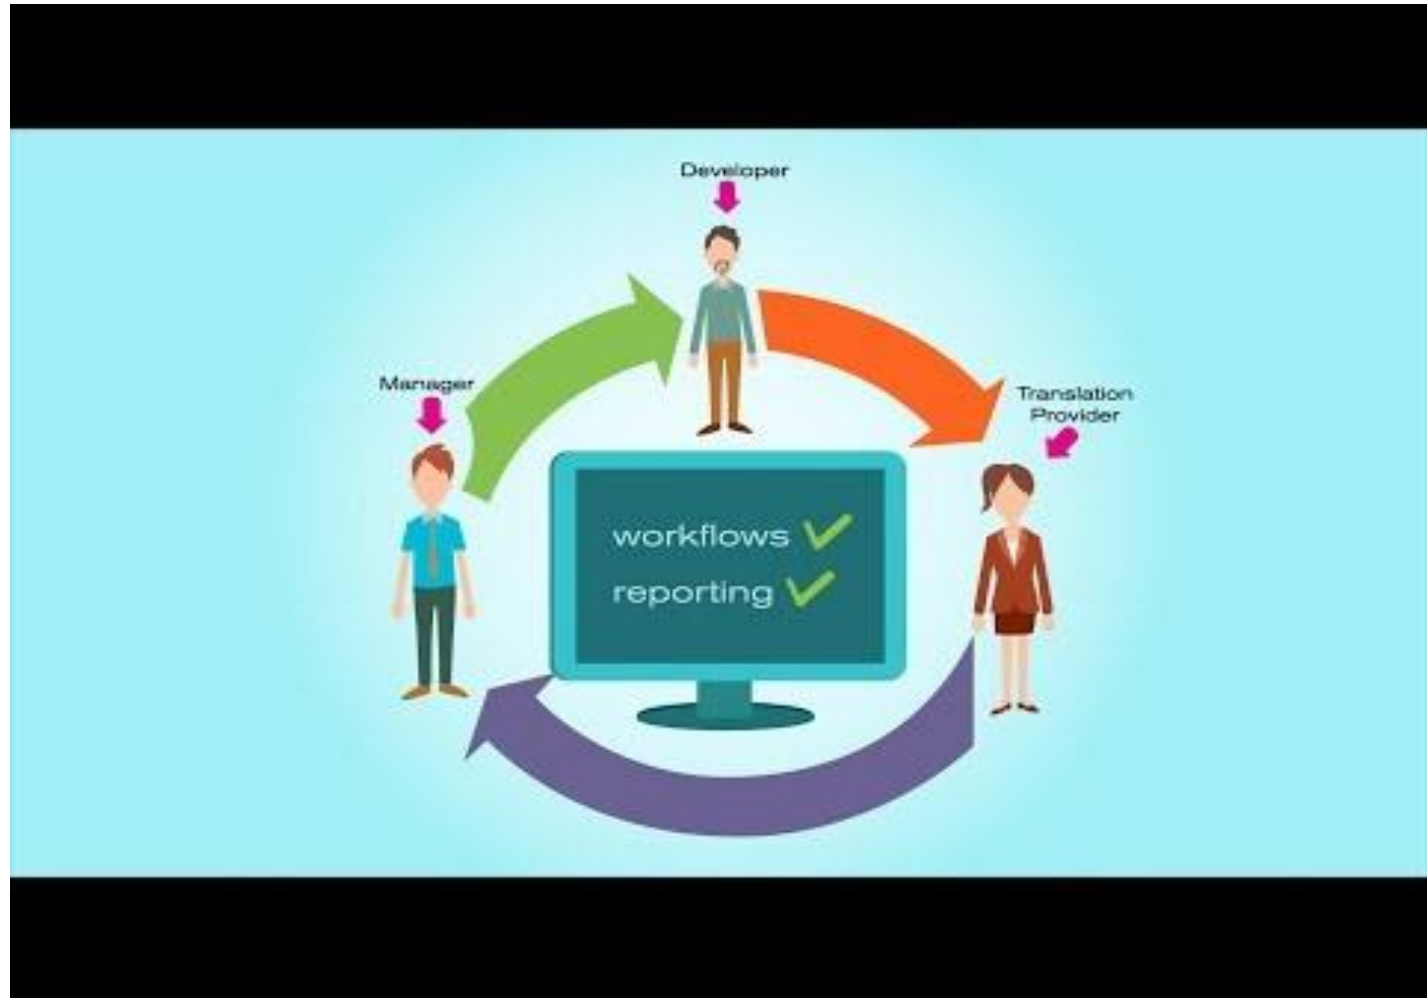 Developer
Manager
Translation
Provider
workflows
reporting